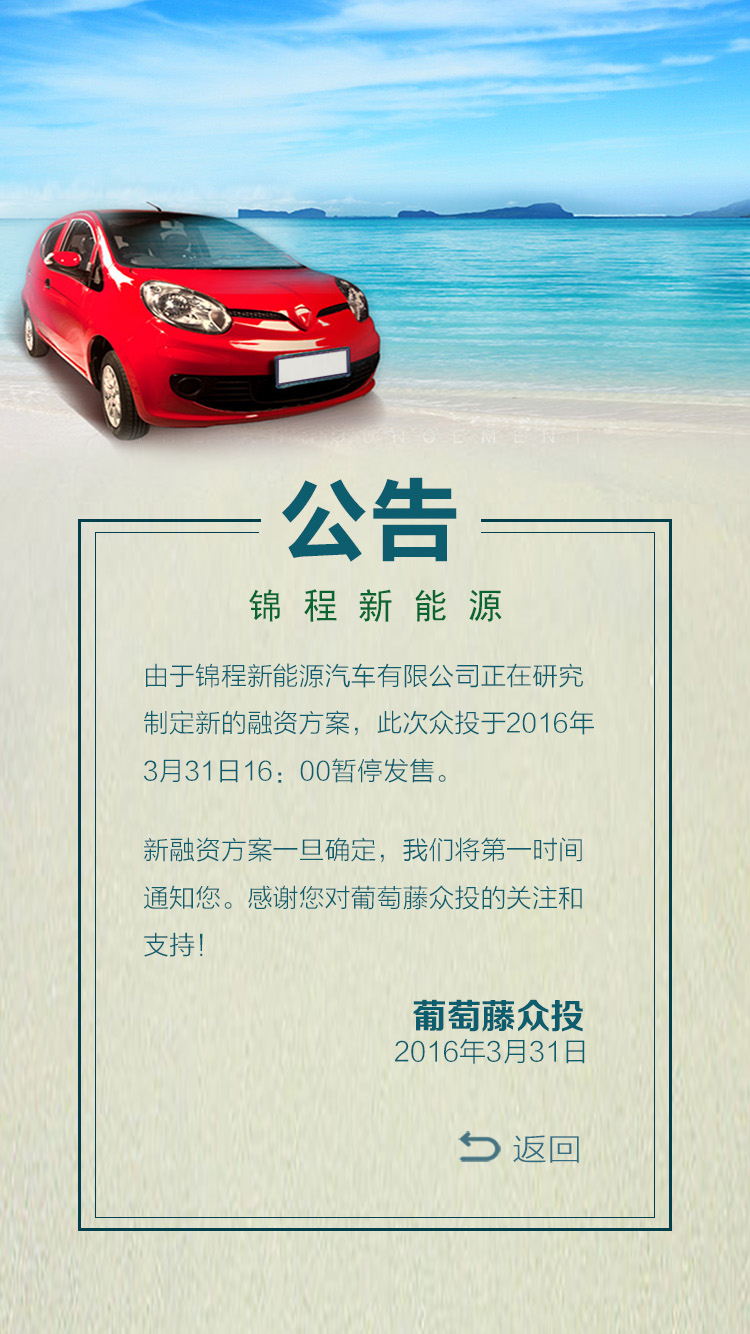 公告
锦程新能源
由于锦程新能源汽车有限公司正在研究
制定新的融资方案，此次众投于2016年
3月31日16：00暂停发售。
新融资方案一旦确定，我们将第一时间
通知您。感谢您对葡萄藤众投的关注和
支持！
葡萄藤众投
2016年3月31日
返回